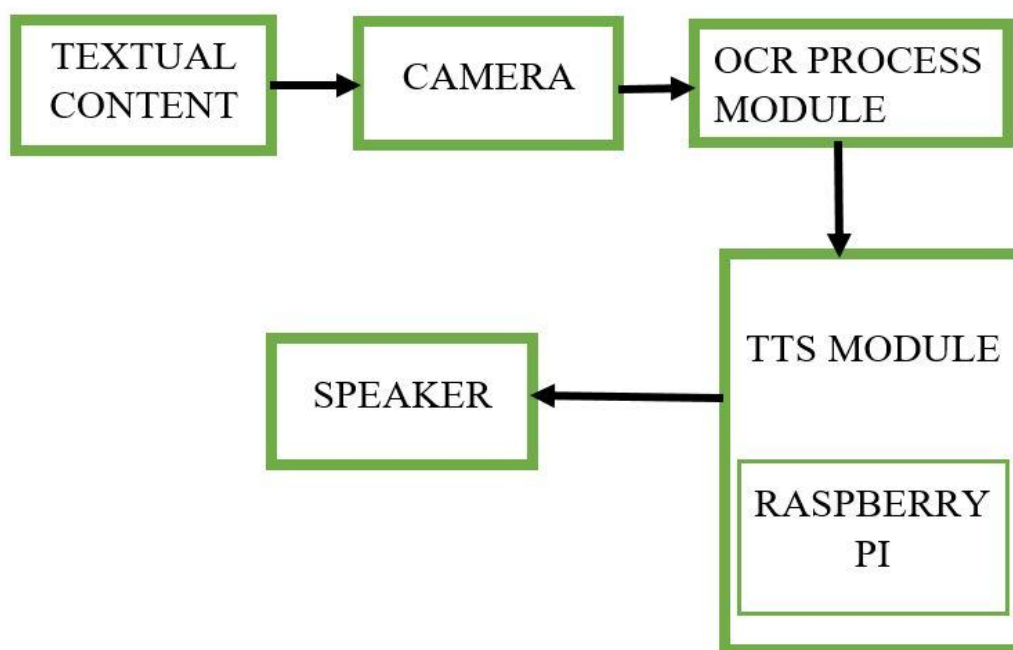 TEXTUAL
CONTENT
CAMERA
OCR PROCESS
MODULE
TTS MODULE
RASPBERRY
PI
SPEAKER